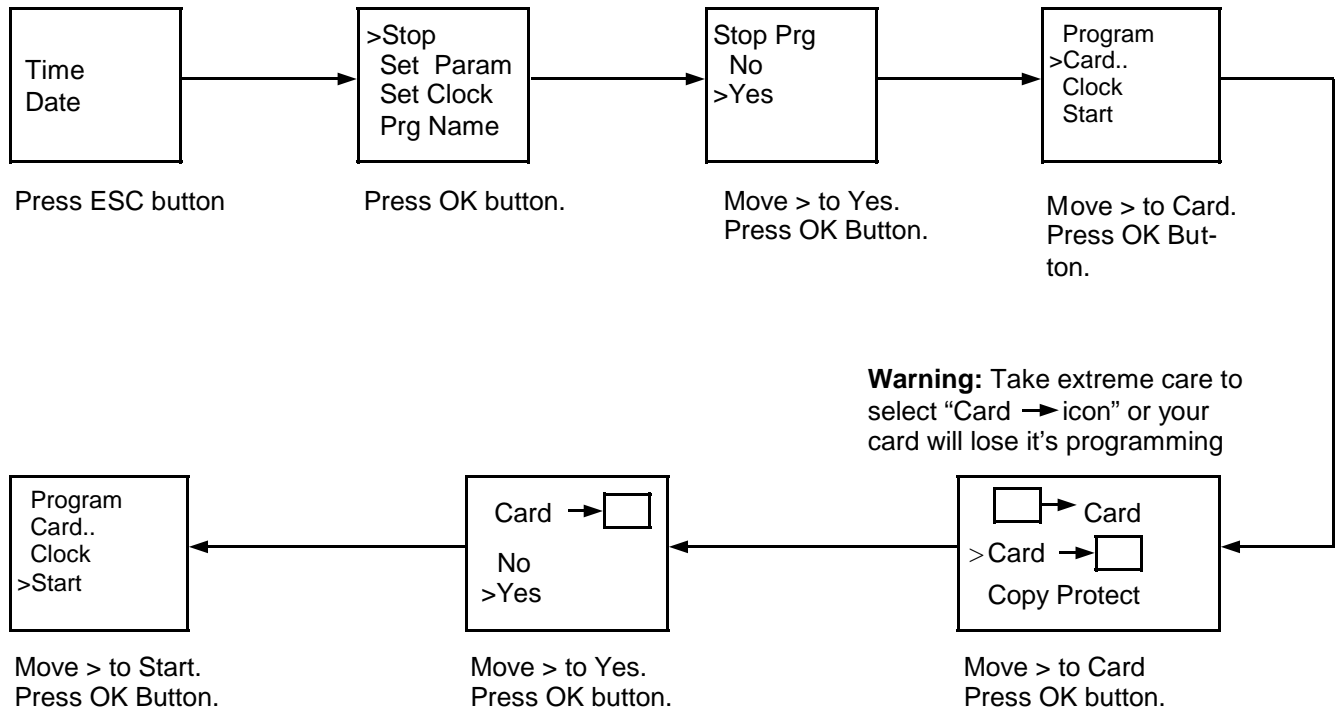 Time
Date
Press ESC button
>Stop
Set Param
Set Clock
Prg Name
Press OK button.
Stop Prg
No
>Yes
Move > to Yes.
Press OK Button.
Program
>Card..
Clock
Start
Move > to Card.
Press OK But-
ton.
Warning: Take extreme care to
select “Card → icon” or your
card will lose it's programming
→ Card
>Card →
Copy Protect
Move > to Card
Press OK button.
Card →
No
>Yes
Move > to Yes.
Press OK button.
Program
Card..
Clock
>Start
Move > to Start.
Press OK Button.